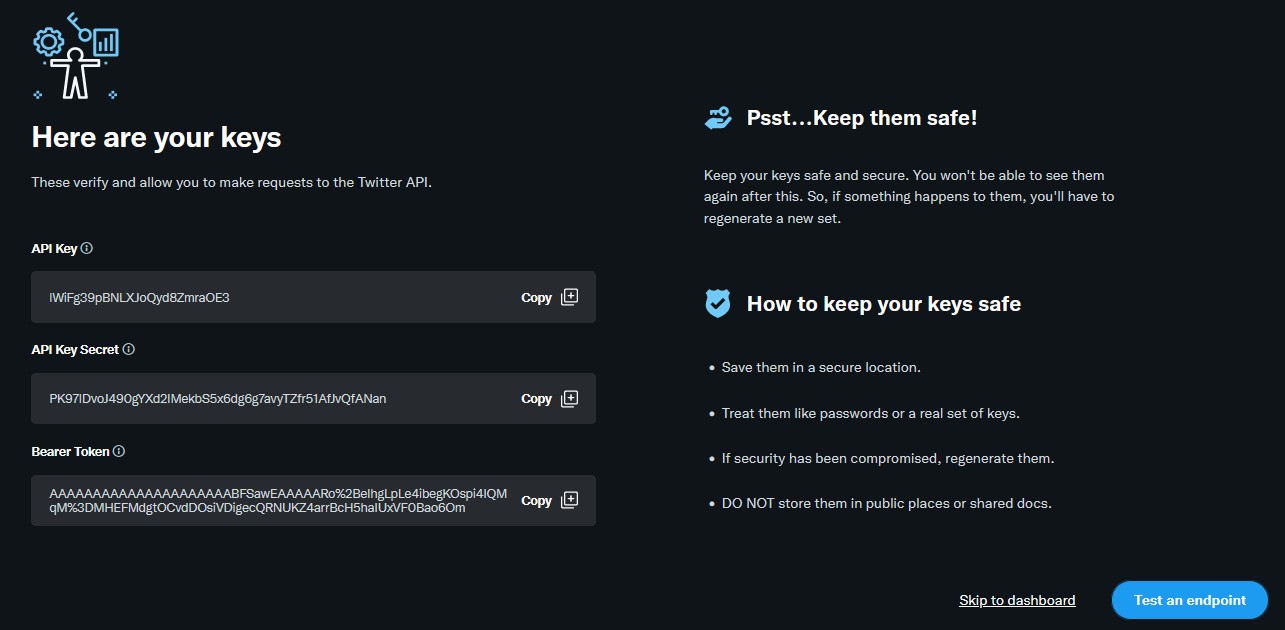 Here are your keys
These verify and allow you to make requests to the Twitter API.
API Key
Copy
API Key Secret
Copy
Bearer Token
Copy
Psst...Keep them safe!
Keep your keys safe and secure. You won't be able to see them
again after this. So, if something happens to them, you'll have to
regenerate a new set.
How to keep your keys safe
• Save them in a secure location.
• Treat them like passwords or a real set of keys.
• If security has been compromised, regenerate them.
• DO NOT store them in public places or shared docs.
Skip to dashboard
Test an endpoint